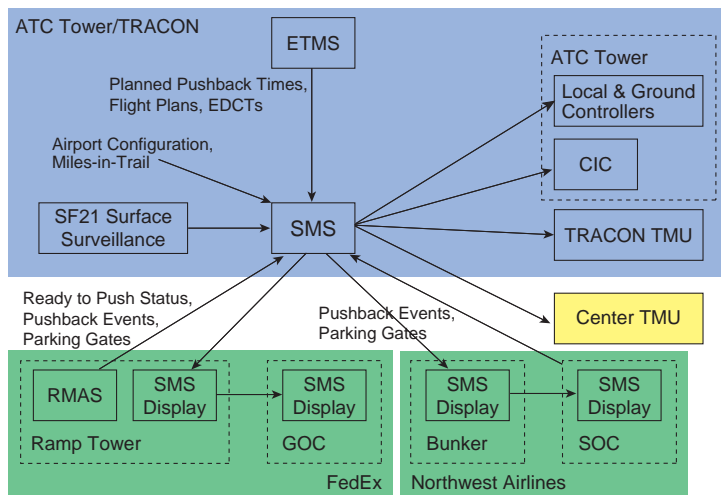 ATC Tower/TRACON
ETMS
ATC Tower
Planned Pushback Times,
Flight Plans, EDCTs
Local & Ground
Controllers
Airport Configuration,
Miles-in-Trail
CIC
SF21 Surface
Surveillance
SMS
TRACON TMU
Ready to Push Status,
Pushback Events,
Parking Gates
Pushback Events,
Parking Gates
Center TMU
RMAS
SMS
Display
SMS
Display
SMS
Display
SMS
Display
Ramp Tower
GOC
Bunker
SOC
FedEx
Northwest Airlines